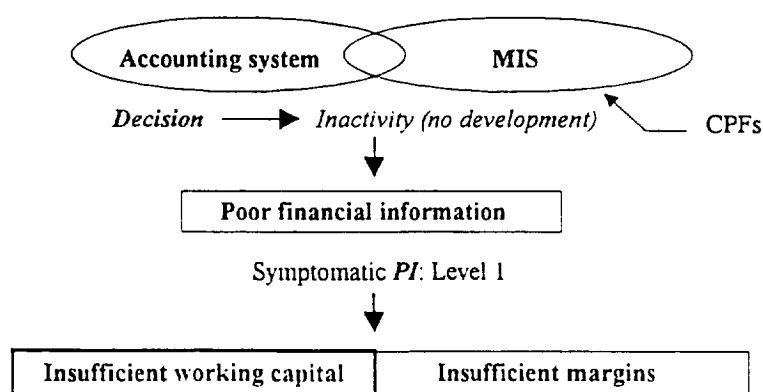 Accounting system MIS
Decision Inactivity (no development) CPFs
Poor financial information
Symptomatic PI: Level 1
Insufficient working capital Insufficient margins